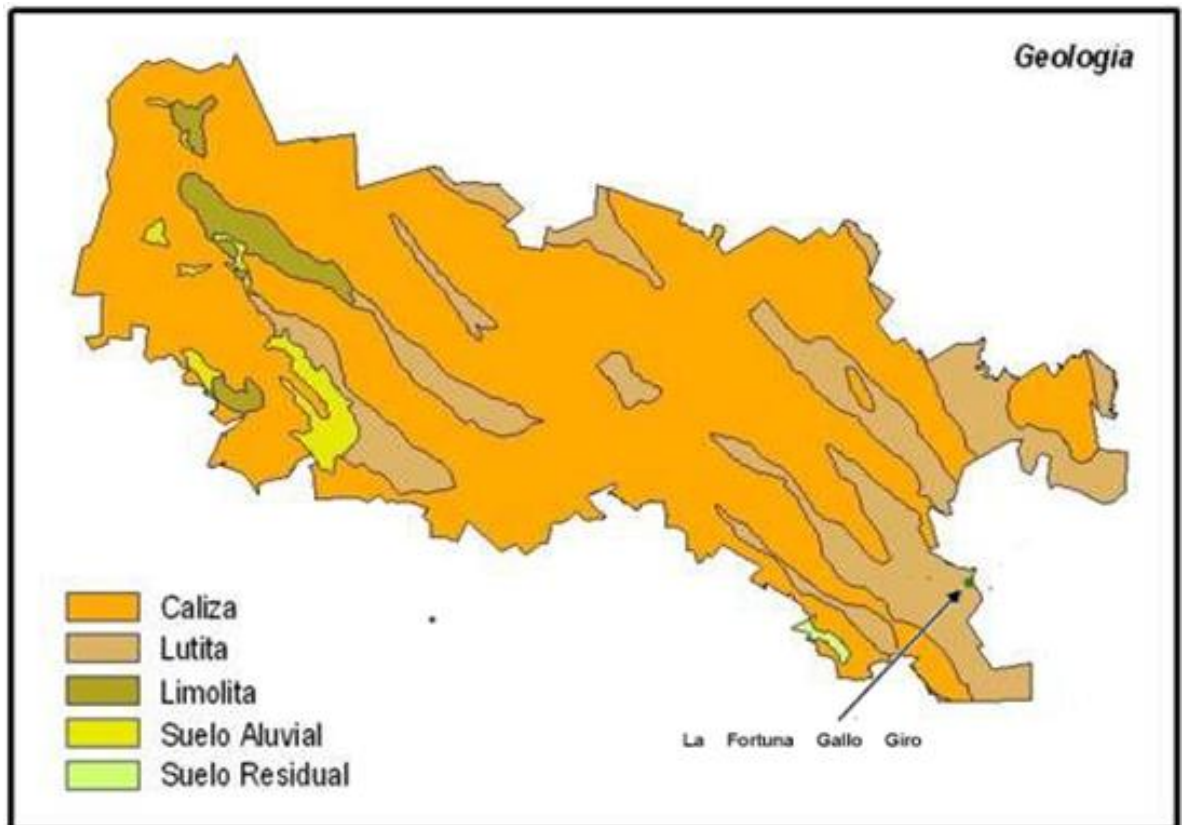 Geologia
Caliza
Lutita
Limolita
Suelo Aluvial
Suelo Residual
La Fortuna Gallo Giro